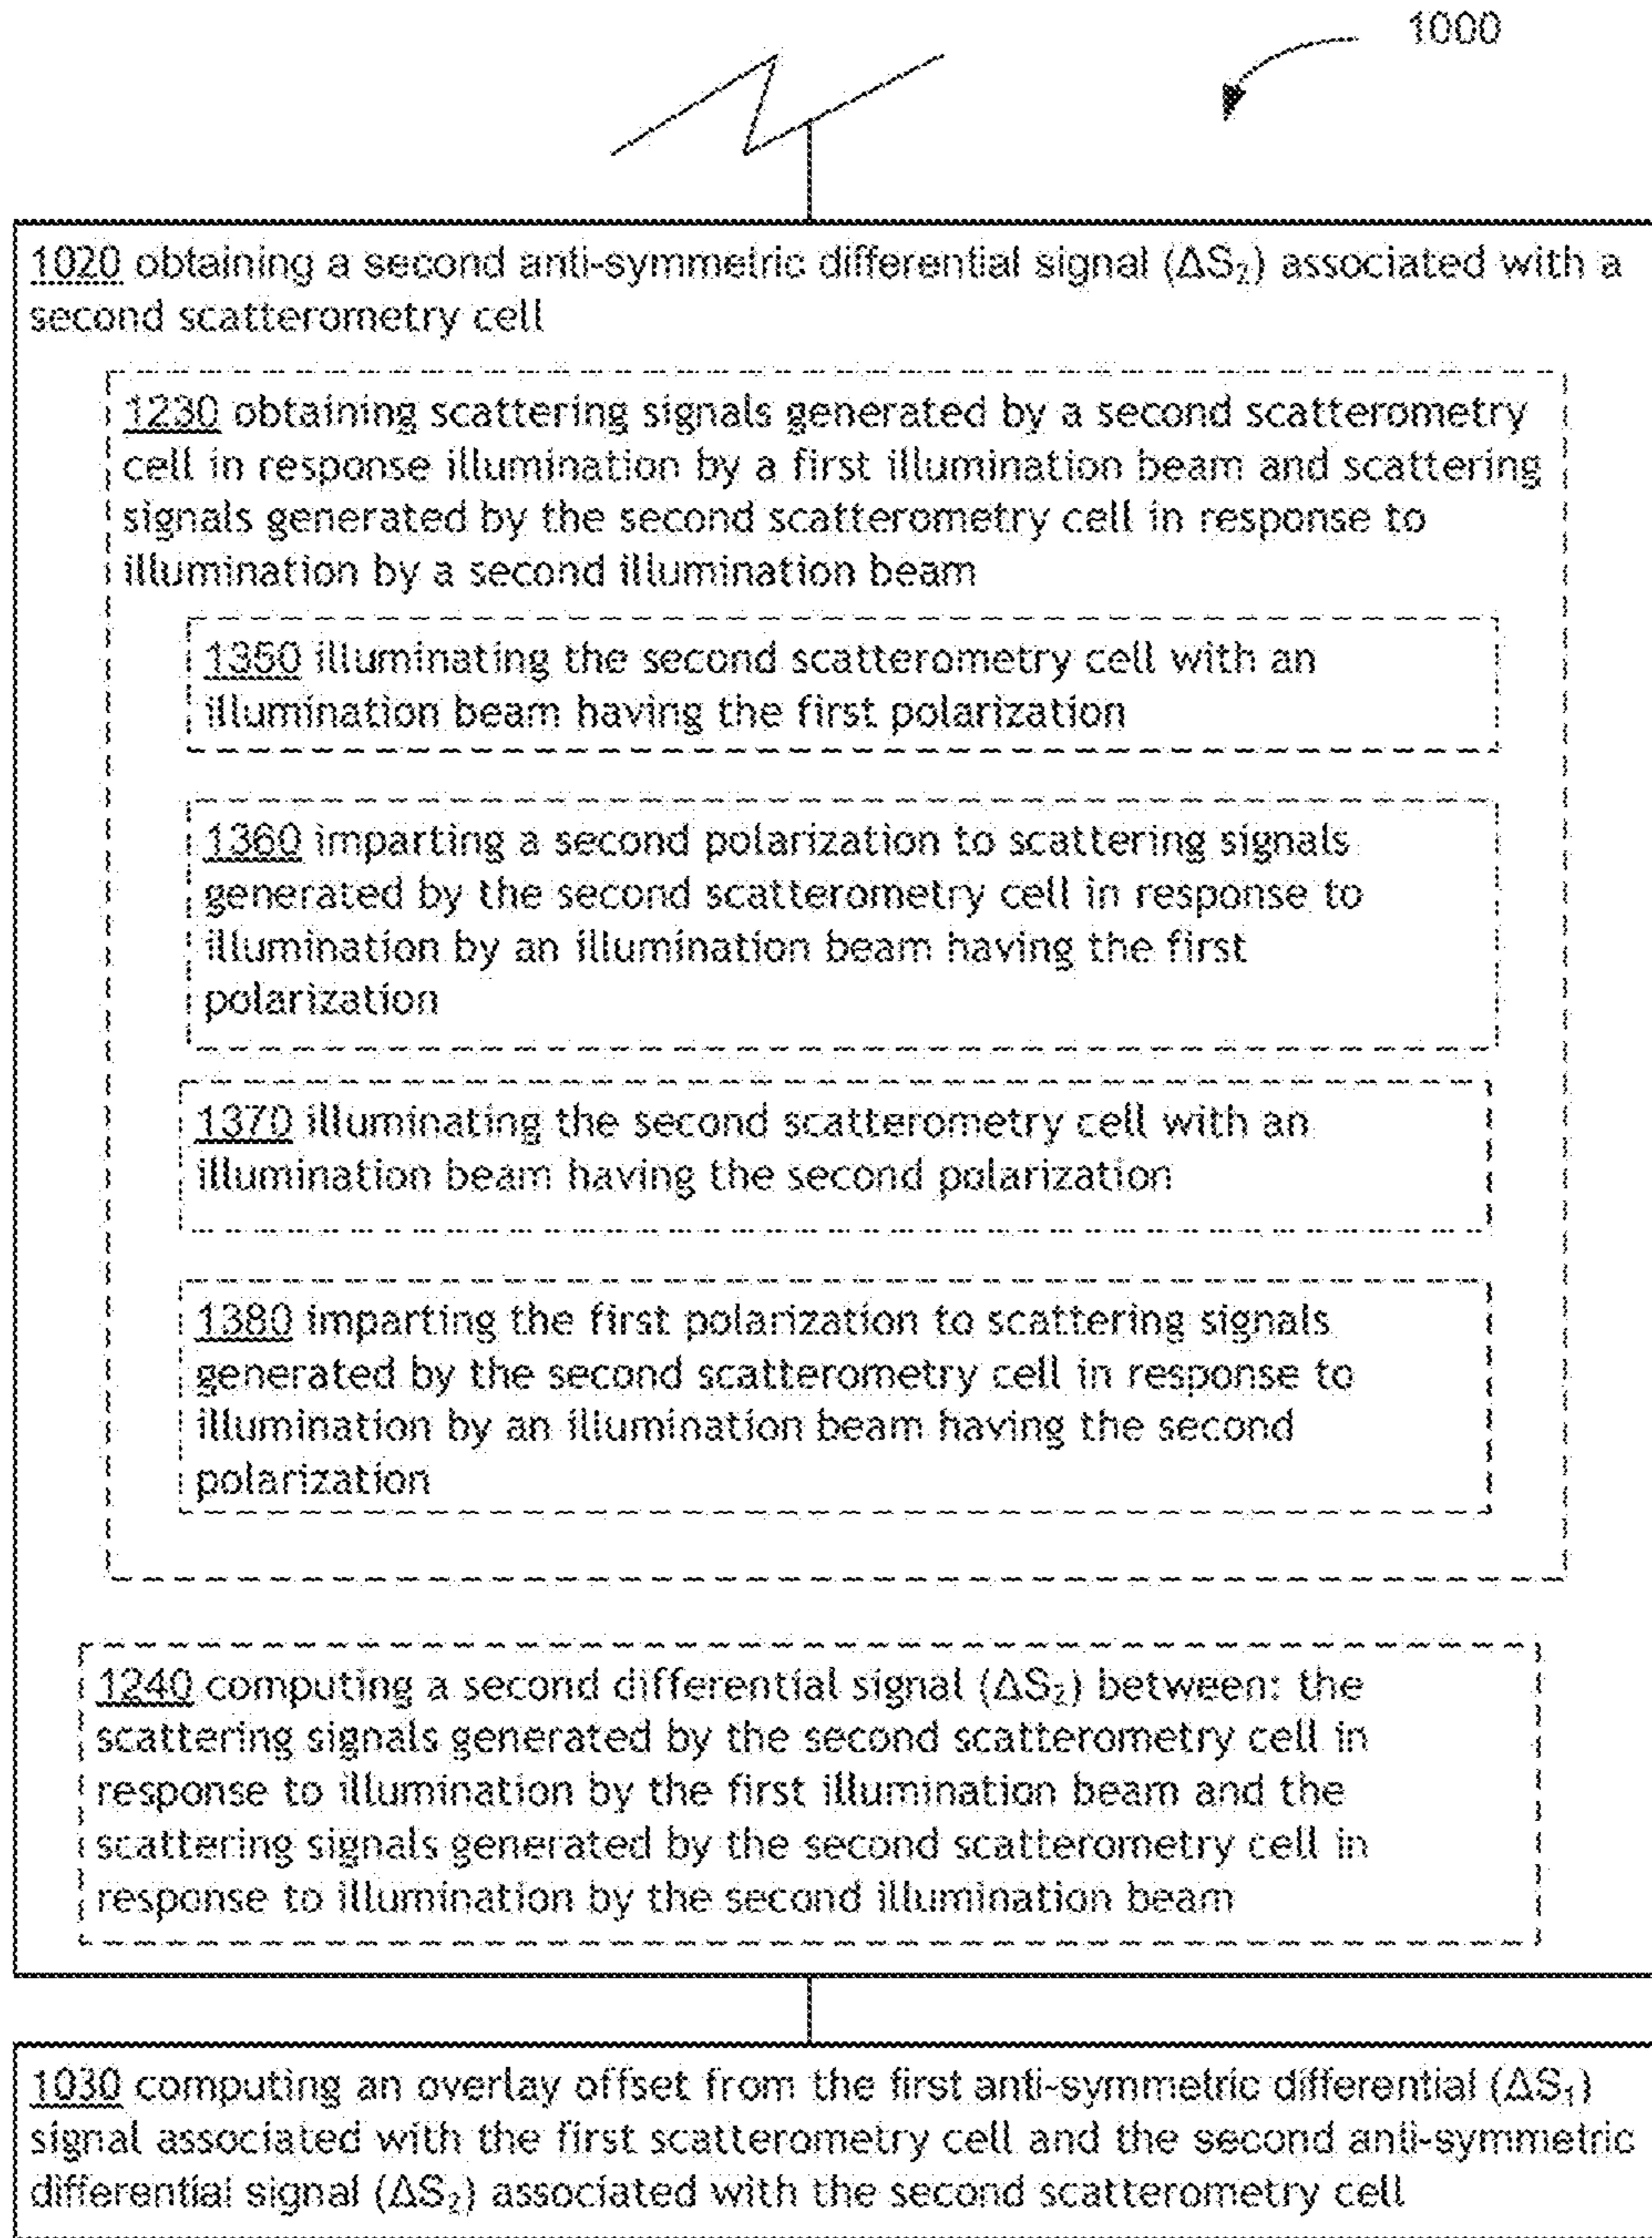 1000
1020 obtaining a second anti-symmetric differential signal (ΔS₂) associated with a
second scatterometry cell
1230 obtaining scattering signals generated by a second scatterometry
cell in response illumination by a first illumination beam and scattering
signals generated by the second scatterometry cell in response to
illumination by a second illumination beam
1350 illuminating the second scatterometry cell with an
illumination beam having the first polarization
1360 imparting a second polarization to scattering signals
generated by the second scatterometry cell in response to
illumination by an illumination beam having the first
polarization
1370 illuminating the second scatterometry cell with an
illumination beam having the second polarization
1380 imparting the first polarization to scattering signals
generated by the second scatterometry cell in response to
illumination by an illumination beam having the second
polarization
1240 computing a second differential signal (ΔS₂) between: the
scattering signals generated by the second scatterometry cell in
response to illumination by the first illumination beam and the
scattering signals generated by the second scatterometry cell in
response to illumination by the second illumination beam
1030 computing an overlay offset from the first anti-symmetric differential (ΔS₁)
signal associated with the first scatterometry cell and the second anti-symmetric
differential signal (ΔS₂) associated with the second scatterometry cell